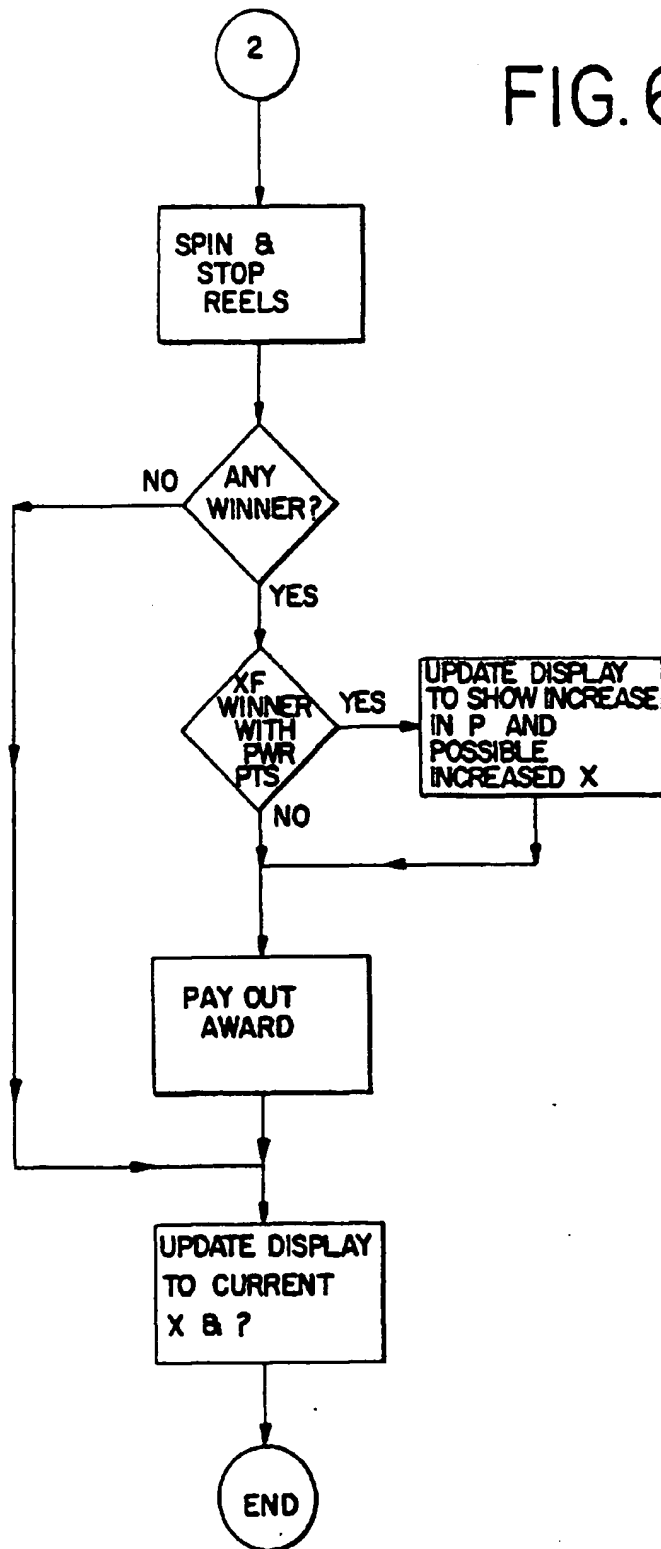 2
FIG. 6
SPIN &
STOP
REELS
NO
ANY
WINNER?
YES
XF
WINNER
WITH
PWR
PTS
YES
UPDATE DISPLAY
TO SHOW INCREASE
IN P AND
POSSIBLE
INCREASED X
NO
PAY OUT
AWARD
UPDATE DISPLAY
TO CURRENT
X & ?
END